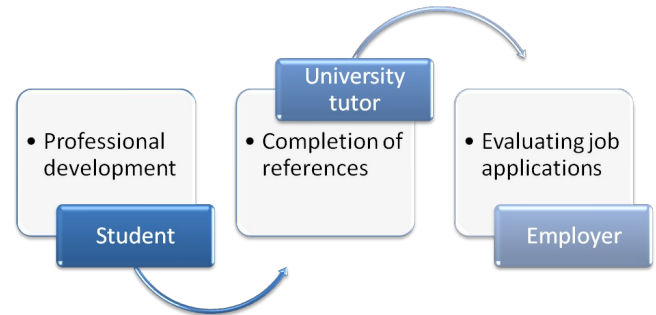 • Professional
development
Student
University
tutor
• Completion of
references
• Evaluating job
applications
Employer